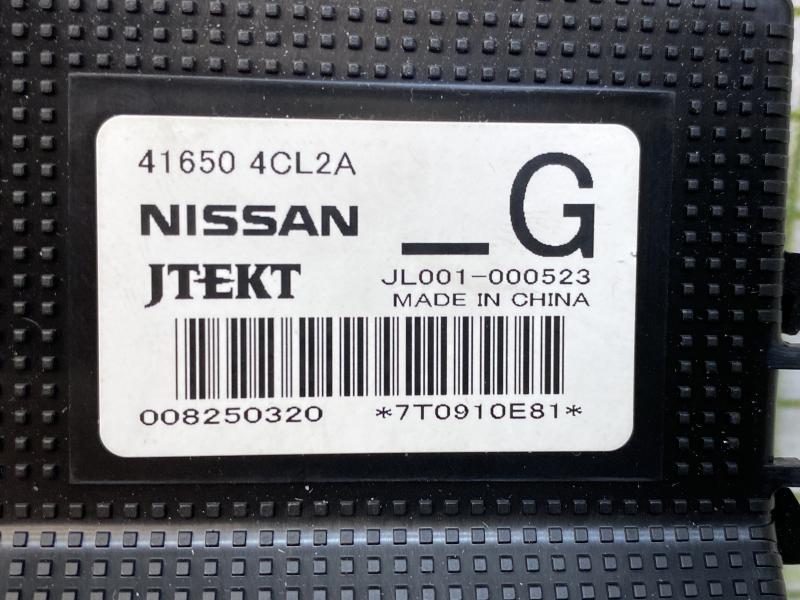 41650 4CL2A
NISSAN
_G
JTEKT
JL001-000523
MADE IN CHINA
008250320 *7T0910E81*